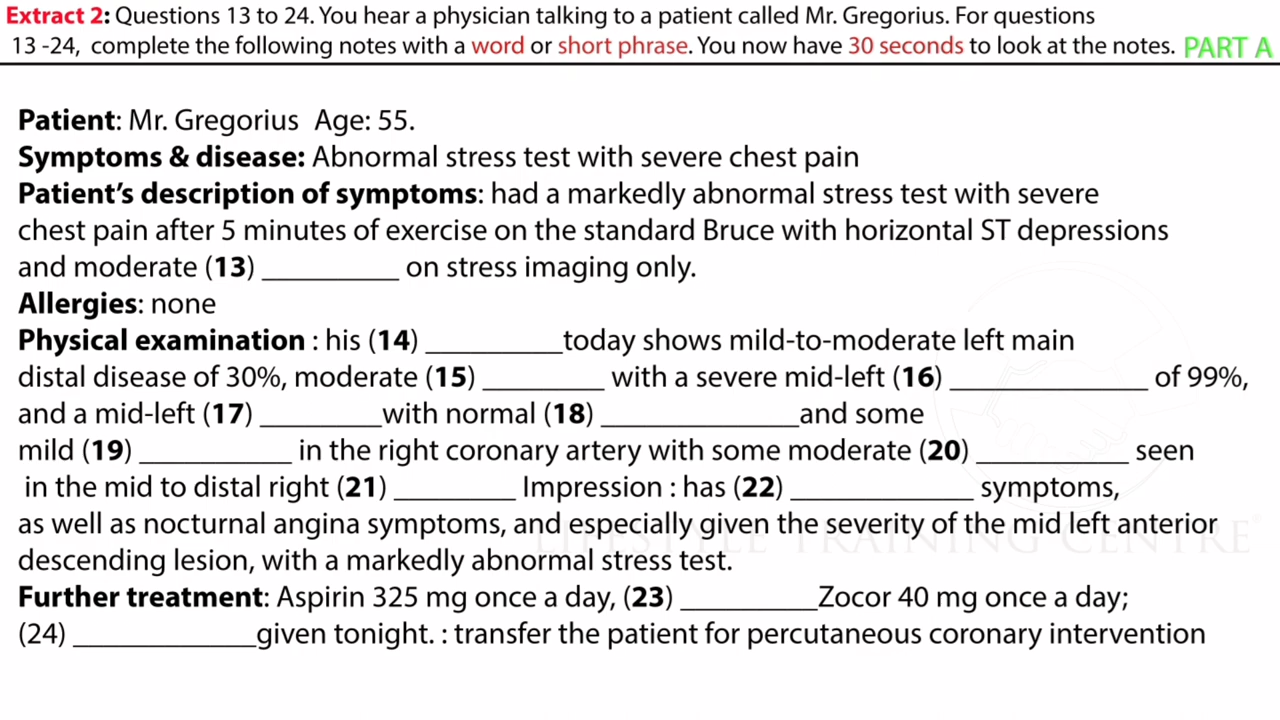 Extract 2: Questions 13 to 24. You hear a physician talking to a patient called Mr. Gregorius. For questions
13 -24, complete the following notes with a word or short phrase. You now have 30 seconds to look at the notes. PART A
Patient: Mr. Gregorius Age: 55.
Symptoms & disease: Abnormal stress test with severe chest pain
Patient’s description of symptoms: had a markedly abnormal stress test with severe
chest pain after 5 minutes of exercise on the standard Bruce with horizontal ST depressions
and moderate (13) _________ on stress imaging only.
Allergies: none
Physical examination : his (14) _________today shows mild-to-moderate left main
distal disease of 30%, moderate (15) ________ with a severe mid-left (16) _____________ of 99%,
and a mid-left (17) ________with normal (18) _____________and some
mild (19) __________ in the right coronary artery with some moderate (20) __________ seen
in the mid to distal right (21) ________ Impression : has (22) ____________ symptoms,
as well as nocturnal angina symptoms, and especially given the severity of the mid left anterior
descending lesion, with a markedly abnormal stress test.
LIFESTYLE TRAINING CENTRE
Further treatment: Aspirin 325 mg once a day, (23) _________Zocor 40 mg once a day;
(24) ____________given tonight. : transfer the patient for percutaneous coronary intervention